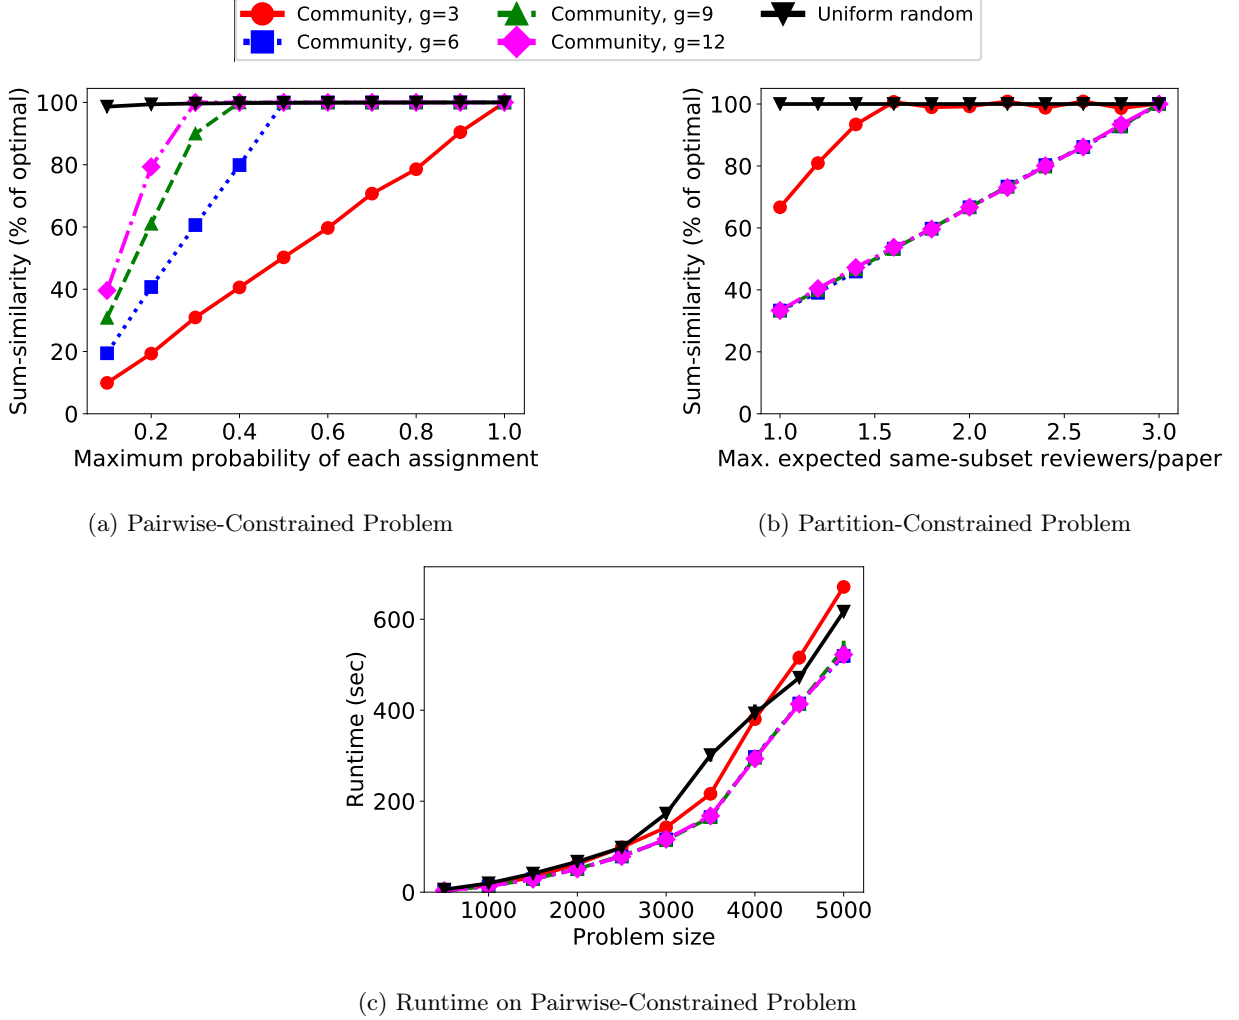 Community, g=3
Community, g=6
Community, g=9
Community, g=12
Uniform random
Sum-similarity (% of optimal)
100
80
60
40
20
0
0.2 0.4 0.6 0.8 1.0
Maximum probability of each assignment
(a) Pairwise-Constrained Problem
Sum-similarity (% of optimal)
100
80
60
40
20
0
1.0 1.5 2.0 2.5 3.0
Max. expected same-subset reviewers/paper
(b) Partition-Constrained Problem
Runtime (sec)
600
400
200
0
1000 2000 3000 4000 5000
Problem size
(c) Runtime on Pairwise-Constrained Problem